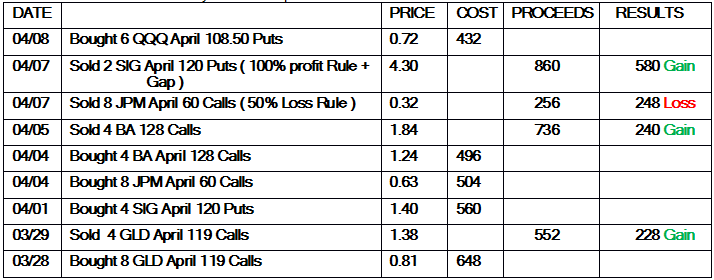 DATE PRICE COST PROCEEDS RESULTS
04/08 Bought 6 QQQ April 108.50 Puts 0.72 432
04/07 Sold 2 SIG April 120 Puts ( 100% profit Rule + 4.30 860 580 Gain
Gap )
04/07 Sold 8 JPM April 60 Calls ( 50% Loss Rule ) 0.32 256 248 Loss
04/05 Sold 4 BA 128 Calls 1.84 736 240 Gain
04/04 Bought 4 BA April 128 Calls 1.24 496
04/04 Bought 8 JPM April 60 Calls 0.63 504
04/01 Bought 4 SIG April 120 Puts 1.40 560
03/29 Sold 4 GLD April 119 Calls 1.38 552 228 Gain
03/28 Bought 8 GLD April 119 Calls 0.81 648